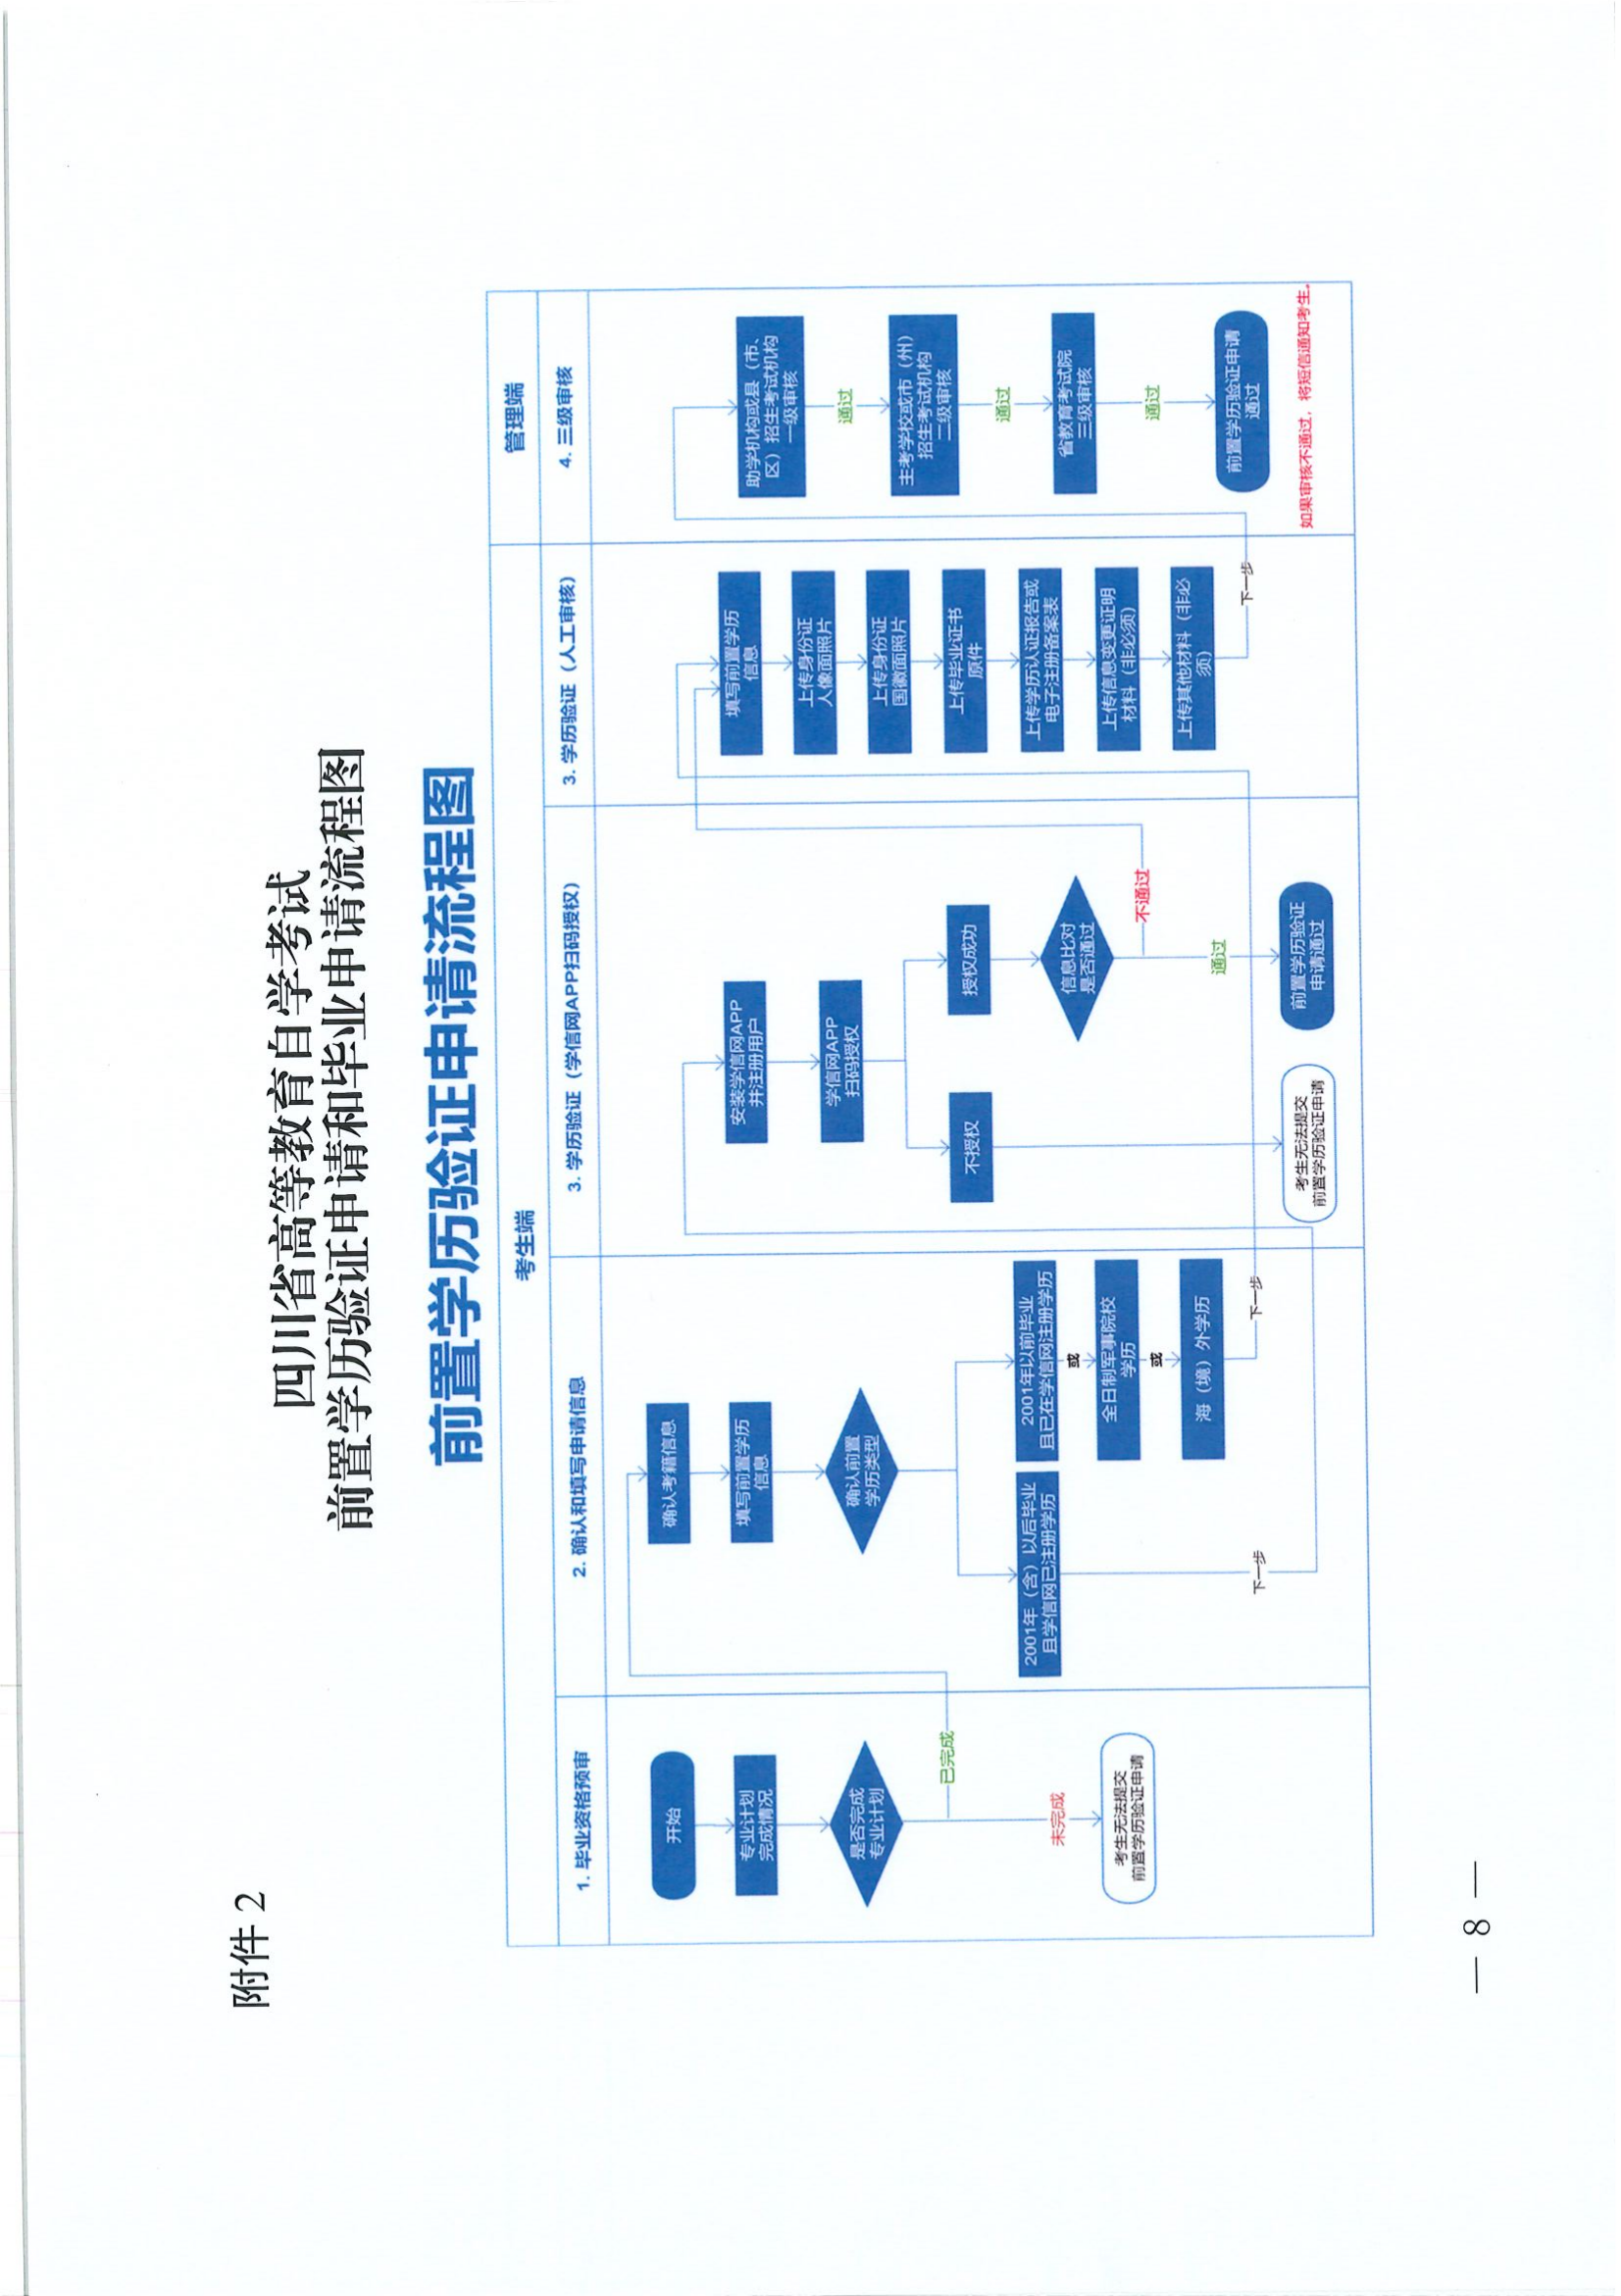 附件 2
四川省高等教育自学考试
前置学历验证申请和毕业申请流程图
前置学历验证申请流程图
考生端
管理端
1. 毕业资格预审
2. 确认和填写申请信息
3. 学历验证（学信网APP扫码授权）
3. 学历验证（人工审核）
4. 三级审核
开始
专业计划
完成情况
是否完成
专业计划
已完成
未完成
考生无法提交
前置学历验证申请
确认考籍信息
填写前置学历
信息
确认前置
学历类型
2001年（含）以后毕业
且学信网已注册学历
下一步
2001年以前毕业
且已在学信网注册学历
或
全日制军事院校
学历
或
海（境）外学历
下一步
安装学信网APP
并注册用户
学信网APP
扫码授权
不授权
授权成功
信息比对
是否通过
不通过
通过
考生无法提交
前置学历验证申请
前置学历验证
申请通过
填写前置学历
信息
上传身份证
人像面照片
上传身份证
国徽面照片
上传毕业证书
原件
上传学历认证报告或
电子注册备案表
上传信息变更证明
材料（非必须）
上传其他材料（非必
须）
下一步
助学机构或县（市、
区）招生考试机构
一级审核
通过
主考学校或市（州）
招生考试机构
二级审核
通过
省教育考试院
三级审核
通过
前置学历验证申请
通过
如果审核不通过，将短信通知考生。
— 8 —